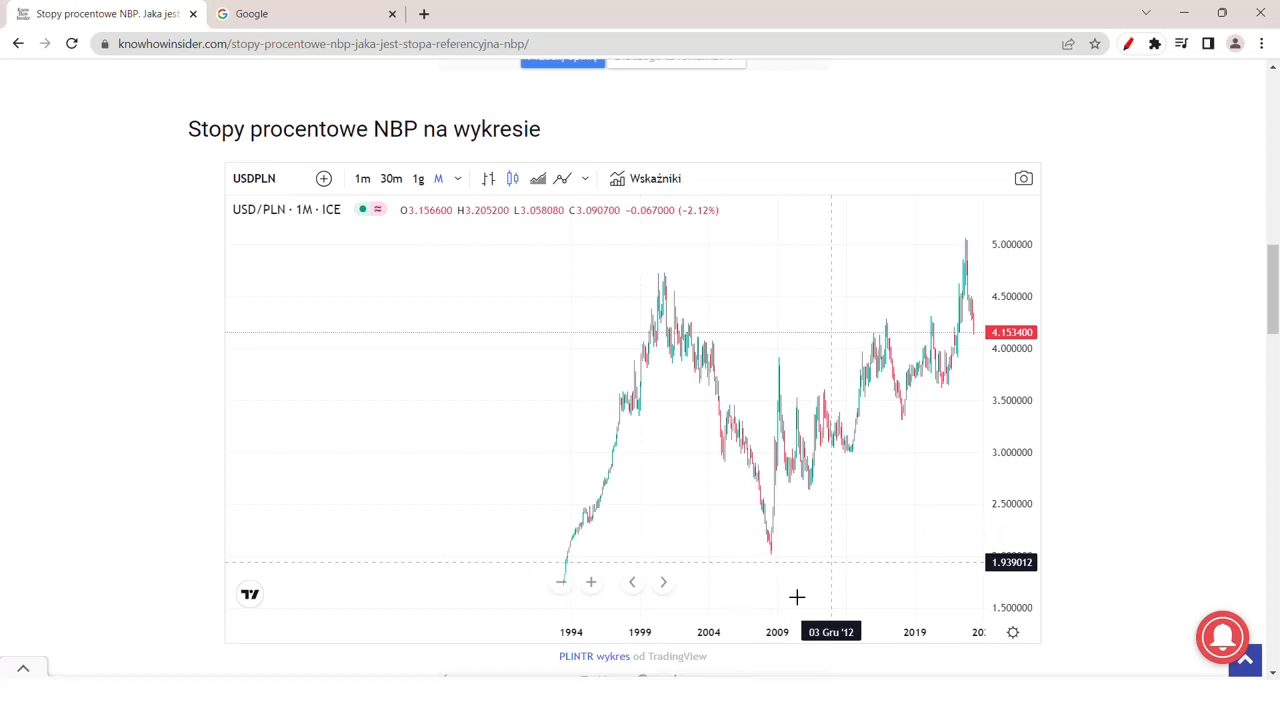 Stopy procentowe NBP. Jaka jest
Google
knowhowinsider.com/stopy-procentowe-nbp-jaka-jest-stopa-referencyjna-nbp/
Stopy procentowe NBP na wykresie
USDPLN 1m 30m 1g M Wskaźniki
USD/PLN · 1M · ICE O3.156600 H3.205200 L3.058080 C3.090700 −0.067000 (−2.12%)
5.000000
4.500000
4.153400
4.000000
3.500000
3.000000
2.500000
1.939012
1.500000
1994 1999 2004 2009 03 Gru '12 2019
PLINTR wykres od TradingView